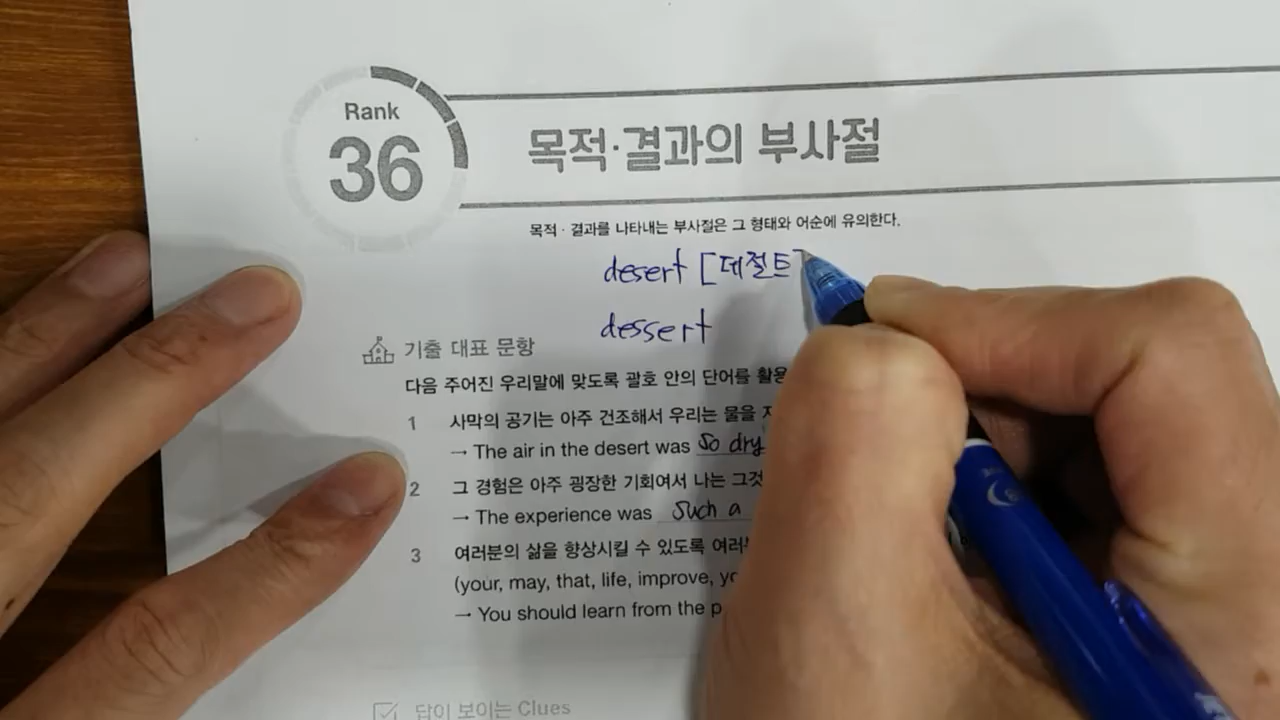 Rank
36
목적·결과의 부사절
목적·결과를 나타내는 부사절은 그 형태와 어순에 유의한다.
desert [데절트]
dessert
기출 대표 문항
다음 주어진 우리말에 맞도록 괄호 안의 단어를
1 사막의 공기는 아주 건조해서 우리는 물을
→ The air in the desert was so dry
2 그 경험은 아주 굉장한 기회여서 나는
→ The experience was such a
3 여러분의 삶을 향상시킬 수 있도록
(your, may, that, life, improve,
→ You should learn from the
답이 보이는 Clues